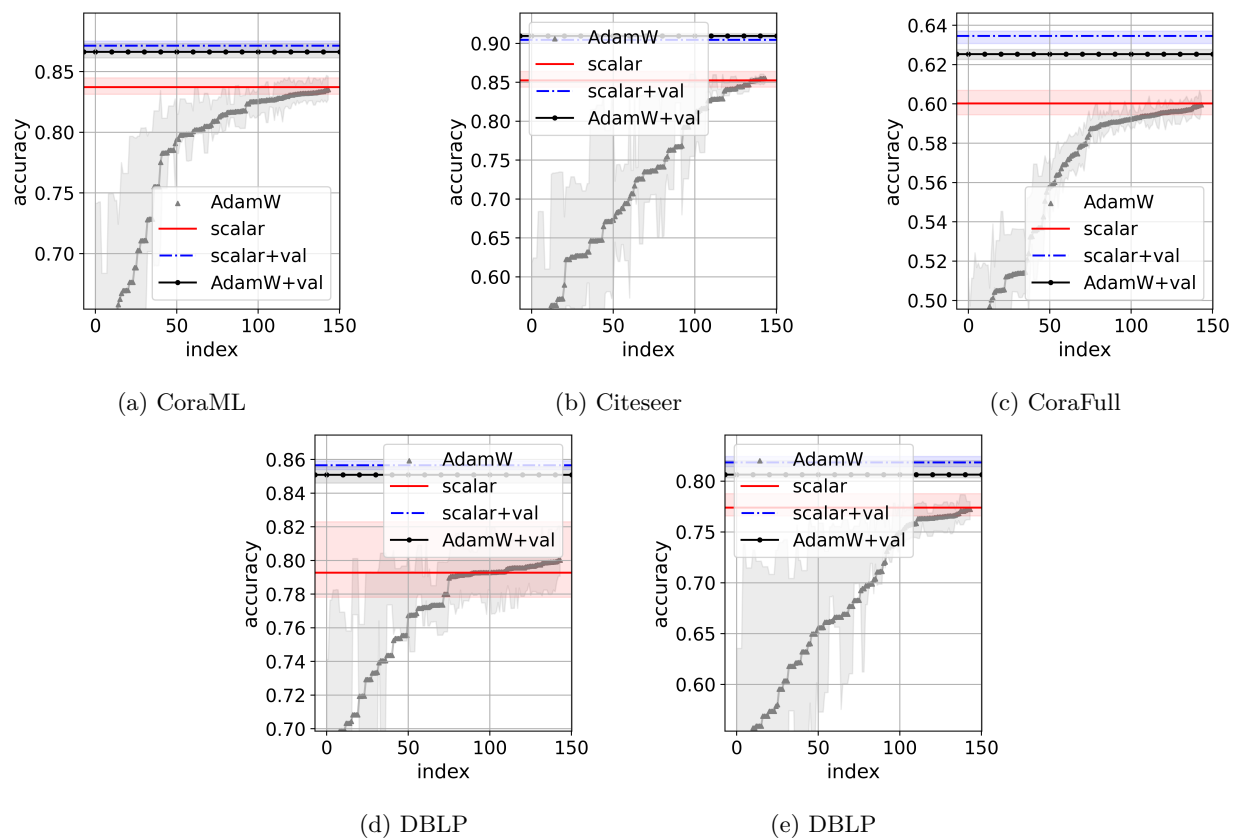 0.85
0.80
0.75
0.70
accuracy
AdamW
scalar
scalar+val
AdamW+val
0 50 100 150
index
(a) CoraML
0.90
0.85
0.80
0.75
0.70
0.65
0.60
accuracy
AdamW
scalar
scalar+val
AdamW+val
0 50 100 150
index
(b) Citeseer
0.64
0.62
0.60
0.58
0.56
0.54
0.52
0.50
accuracy
AdamW
scalar
scalar+val
AdamW+val
0 50 100 150
index
(c) CoraFull
0.86
0.84
0.82
0.80
0.78
0.76
0.74
0.72
0.70
accuracy
AdamW
scalar
scalar+val
AdamW+val
0 50 100 150
index
(d) DBLP
0.80
0.75
0.70
0.65
0.60
accuracy
AdamW
scalar
scalar+val
AdamW+val
0 50 100 150
index
(e) DBLP